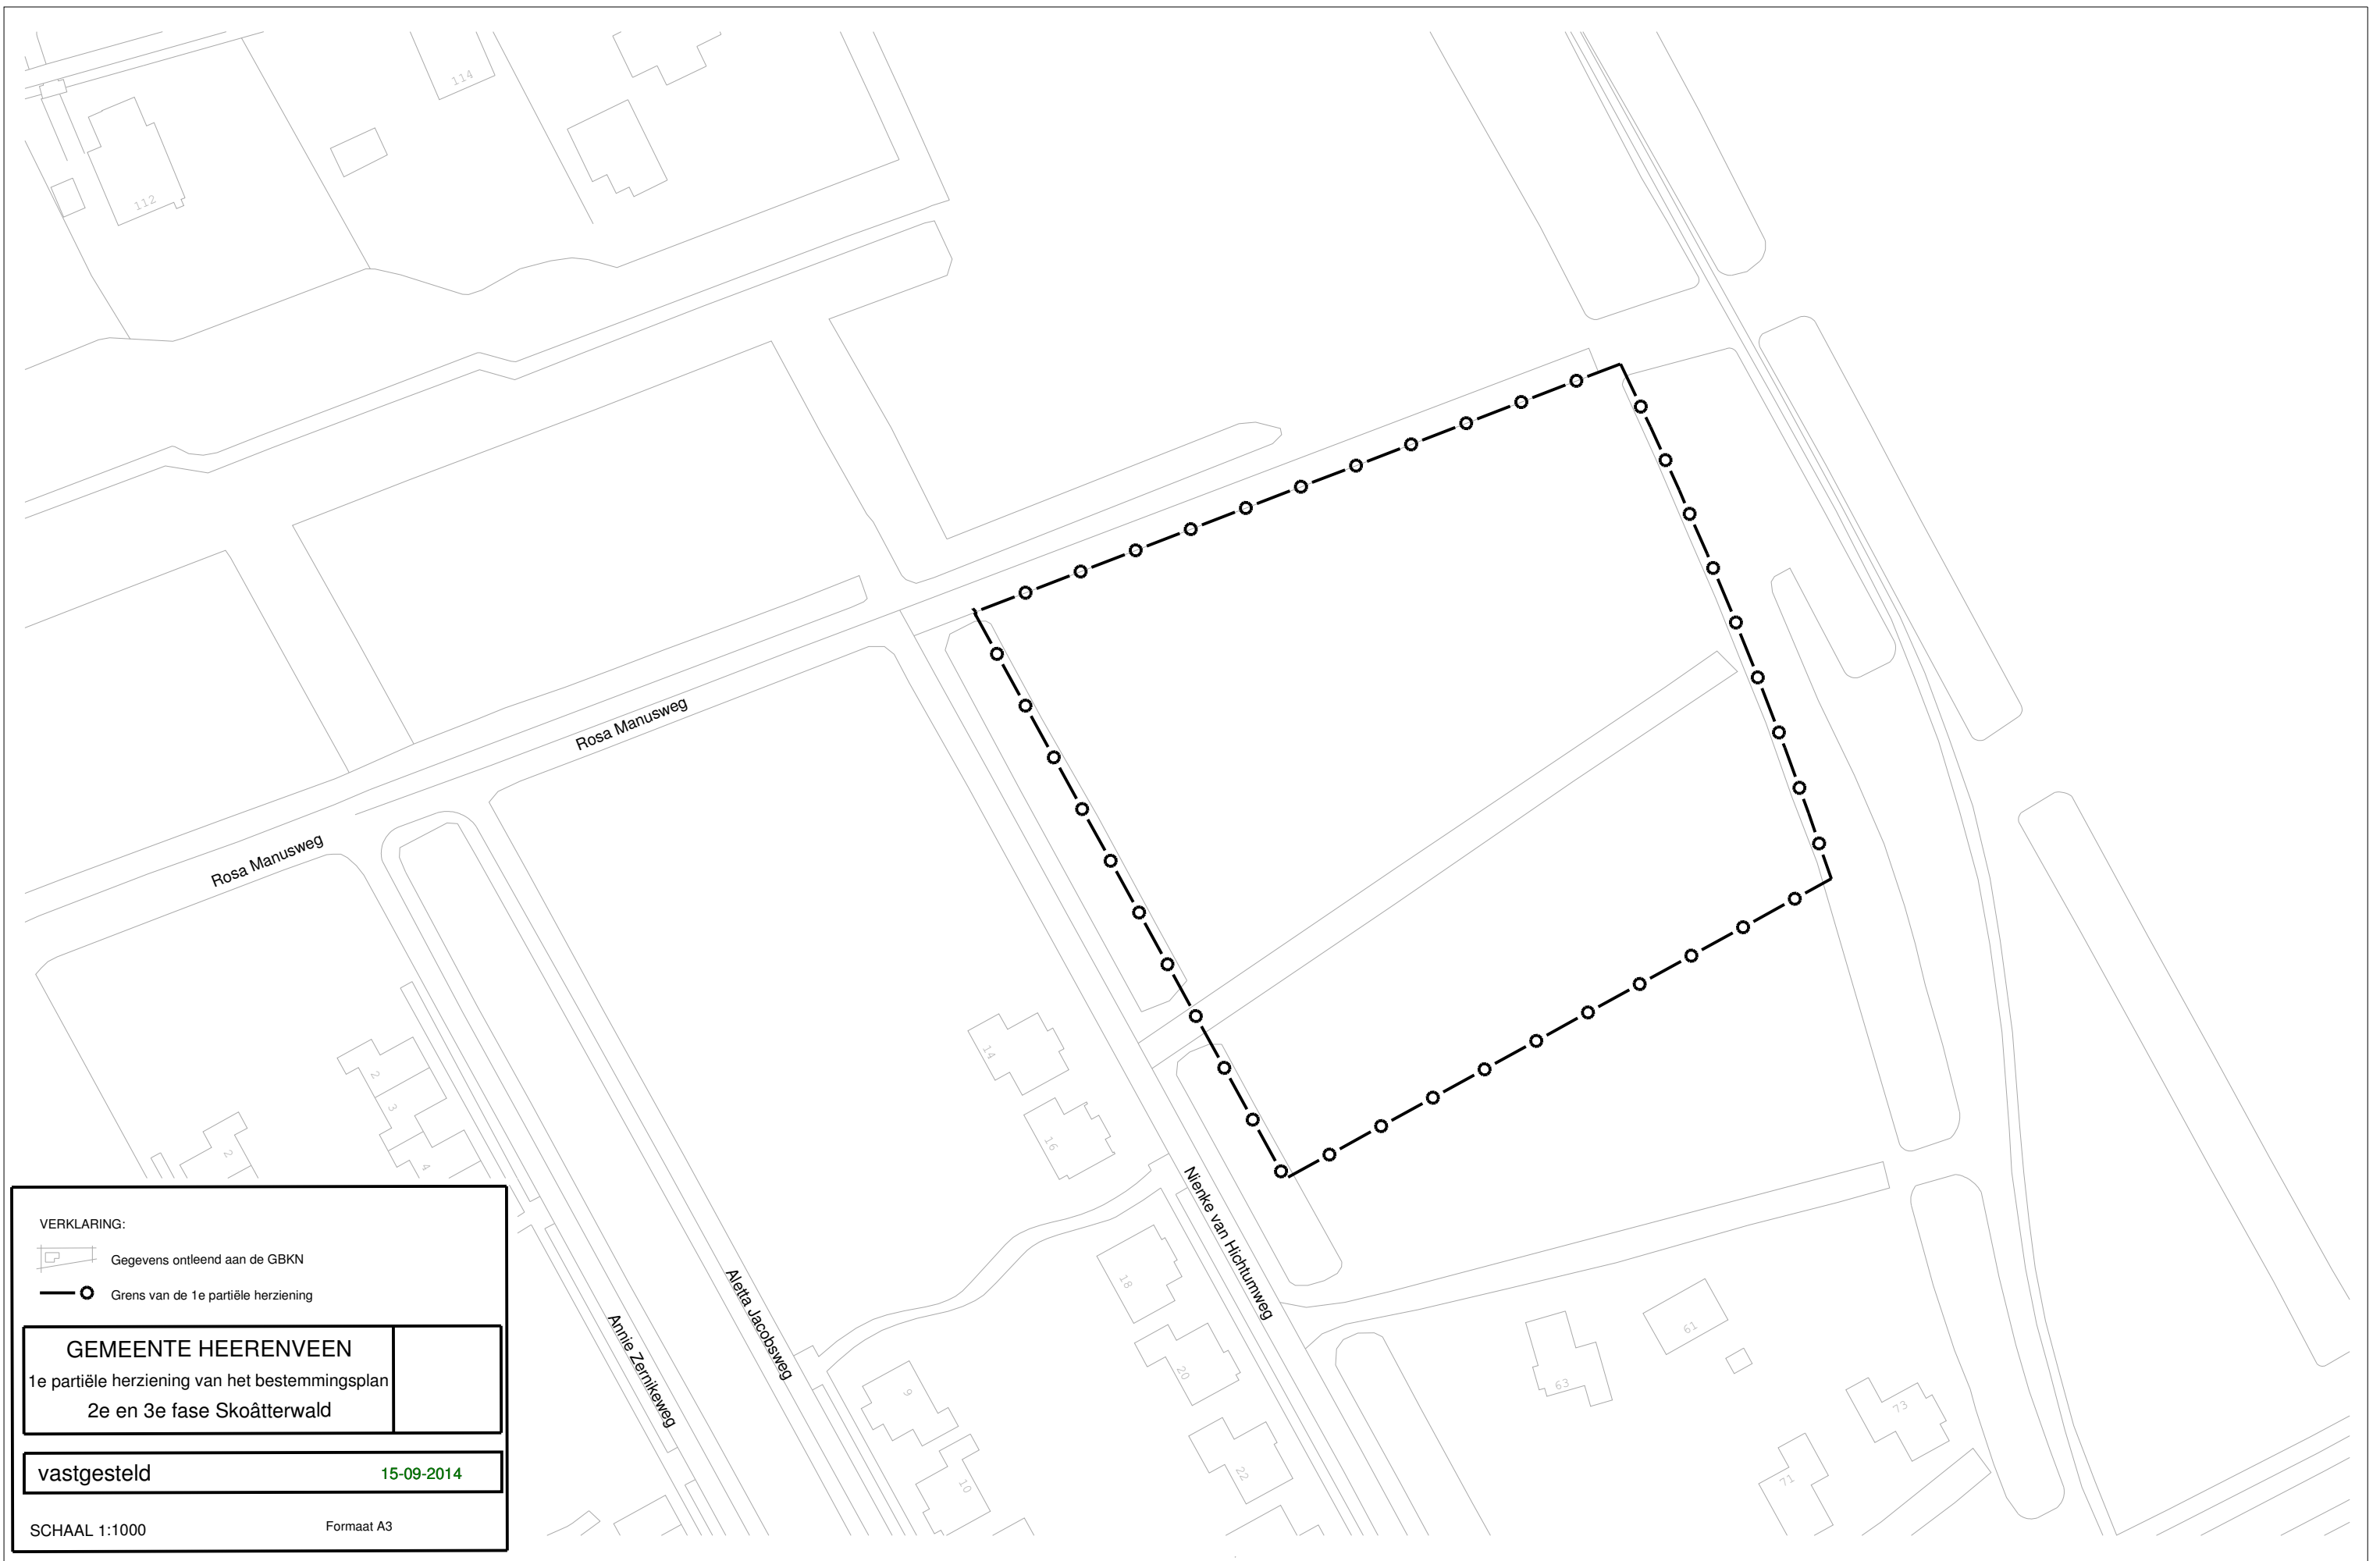 114
112
Rosa Manusweg
Rosa Manusweg
14
2
3
16
2
4
Nienke van Hichtumweg
18
Aletta Jacobsweg
Annie Zernikeweg
61
20
63
9
73
22
10
71
VERKLARING:
Gegevens ontleend aan de GBKN
Grens van de 1e partiële herziening
GEMEENTE HEERENVEEN
1e partiële herziening van het bestemmingsplan
2e en 3e fase Skoâtterwald
vastgesteld 15-09-2014
SCHAAL 1:1000 Formaat A3